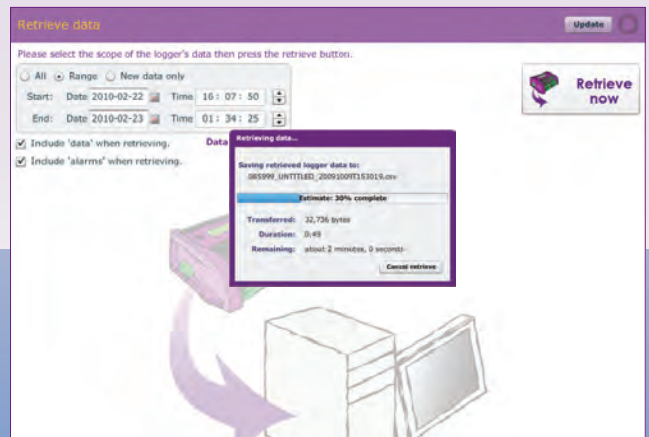 Retrieve data
Update
Please select the scope of the logger's data then press the retrieve button.
All Range New data only
Start: Date 2010-02-22 Time 16: 07: 50
End: Date 2010-02-23 Time 01: 34: 25
Retrieve
now
Include 'data' when retrieving.
Data
Include 'alarms' when retrieving.
Retrieving data...
Saving retrieved logger data to:
085999_UNTITLED_20091009T153019.csv
Estimate: 30% complete
Transferred: 32,736 bytes
Duration: 0:49
Remaining: about 2 minutes, 0 seconds
Cancel retrieve